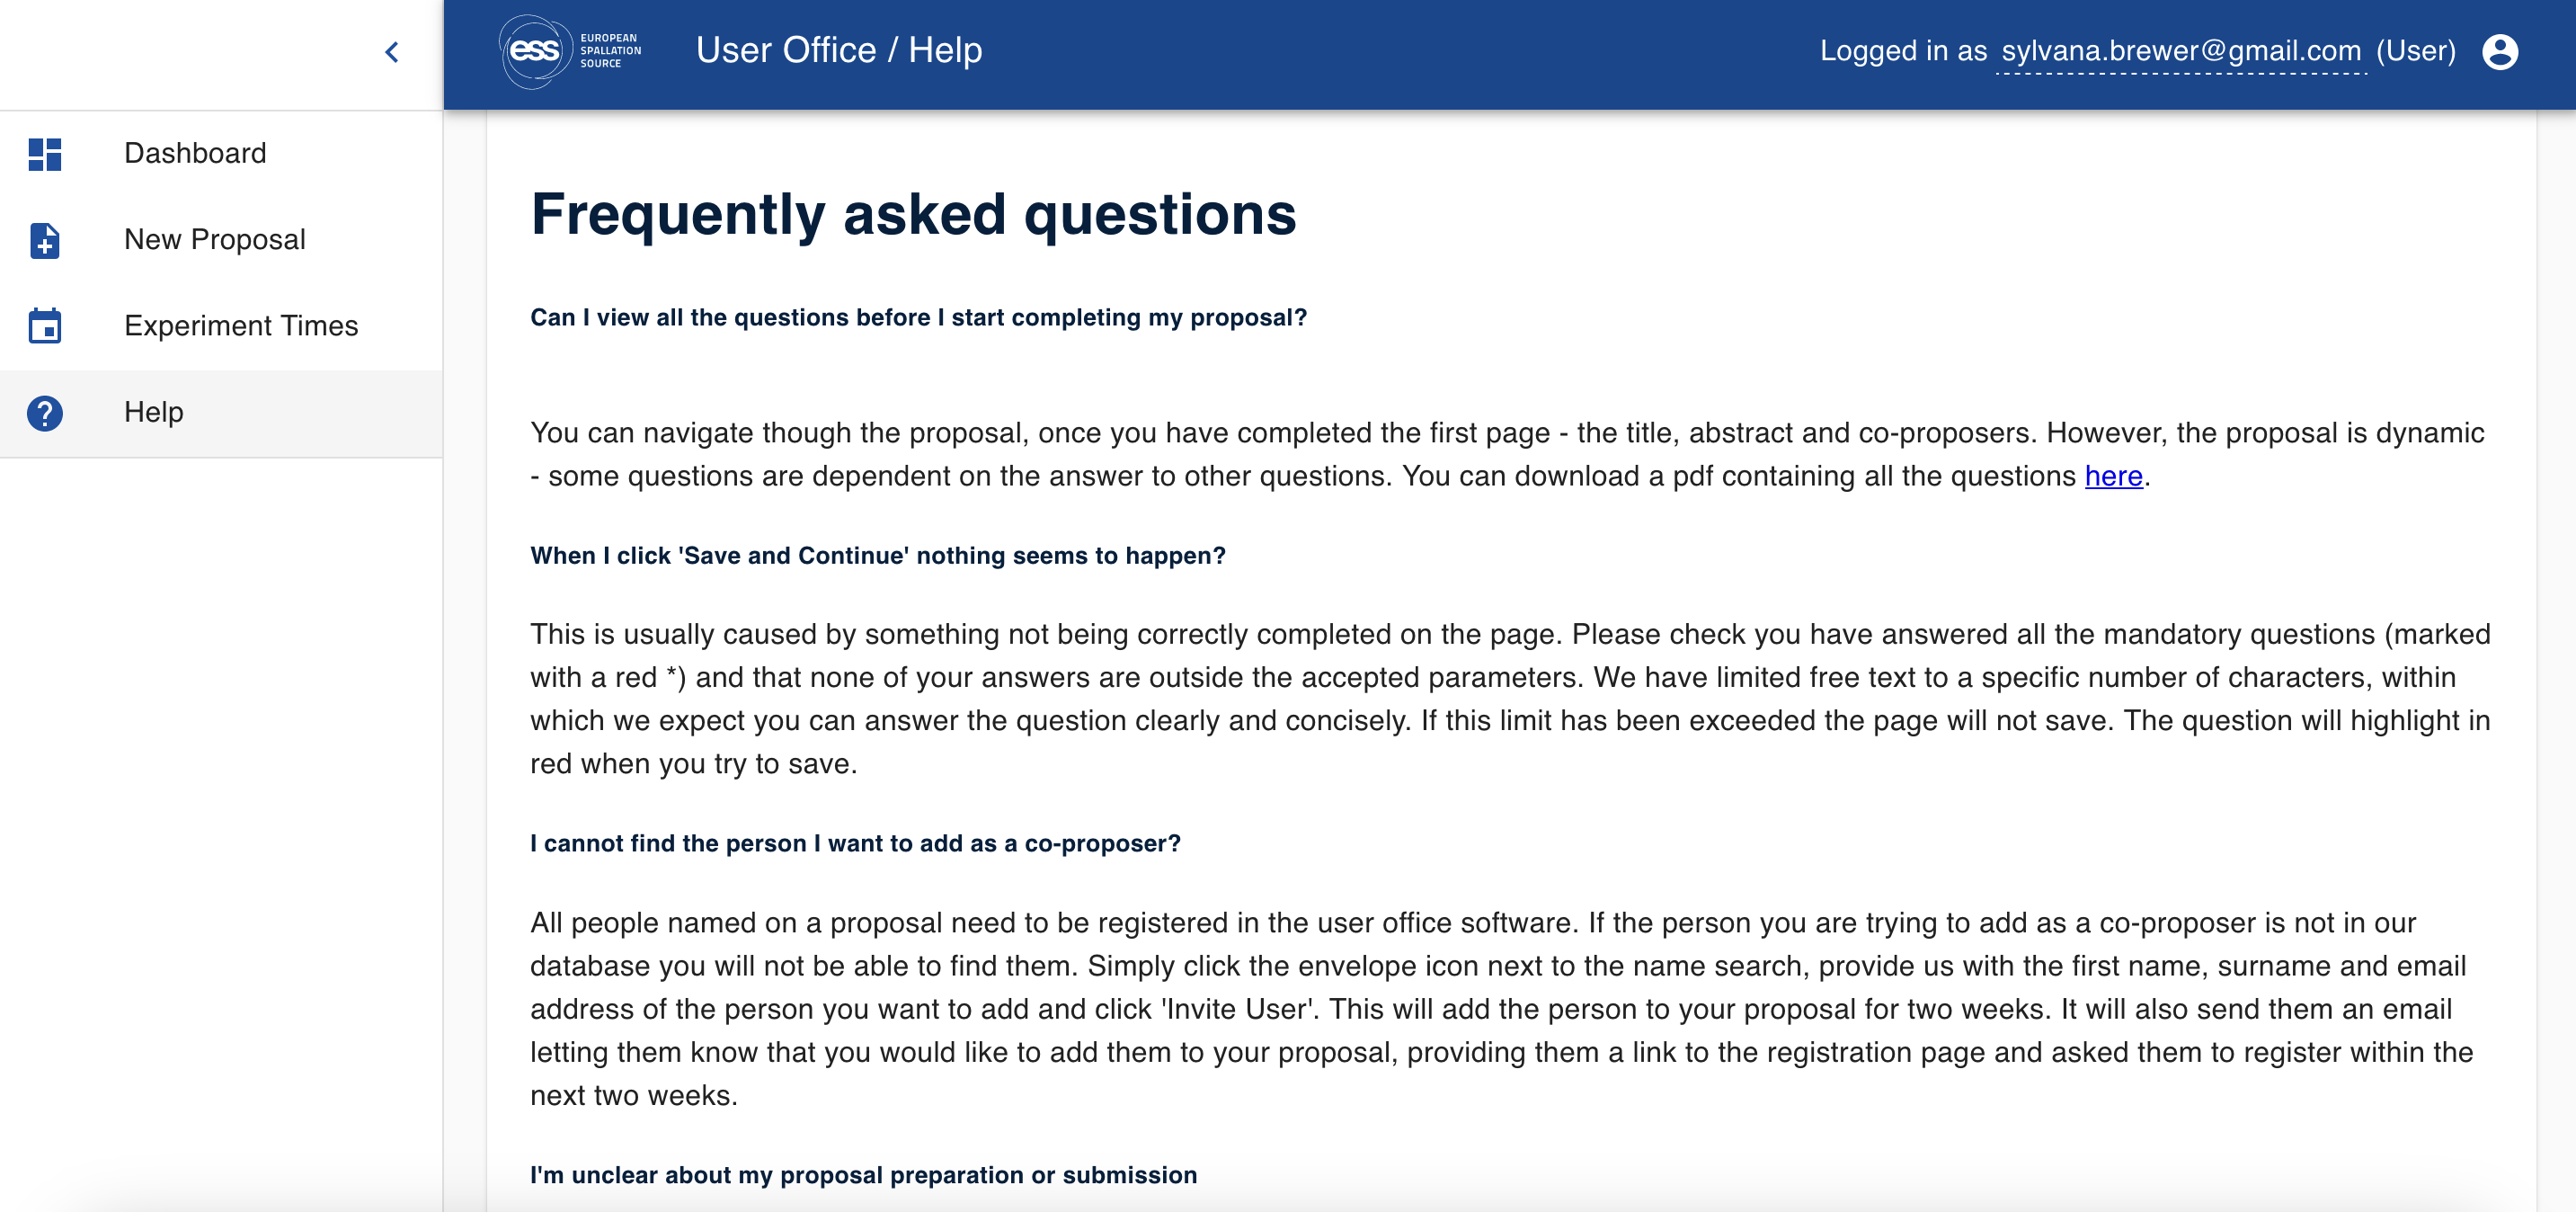 ess EUROPEAN
SPALLATION
SOURCE
User Office / Help
Logged in as sylvana.brewer@gmail.com (User)
Dashboard
New Proposal
Experiment Times
Help
Frequently asked questions
Can I view all the questions before I start completing my proposal?
You can navigate though the proposal, once you have completed the first page - the title, abstract and co-proposers. However, the proposal is dynamic
- some questions are dependent on the answer to other questions. You can download a pdf containing all the questions here.
When I click 'Save and Continue' nothing seems to happen?
This is usually caused by something not being correctly completed on the page. Please check you have answered all the mandatory questions (marked
with a red *) and that none of your answers are outside the accepted parameters. We have limited free text to a specific number of characters, within
which we expect you can answer the question clearly and concisely. If this limit has been exceeded the page will not save. The question will highlight in
red when you try to save.
I cannot find the person I want to add as a co-proposer?
All people named on a proposal need to be registered in the user office software. If the person you are trying to add as a co-proposer is not in our
database you will not be able to find them. Simply click the envelope icon next to the name search, provide us with the first name, surname and email
address of the person you want to add and click 'Invite User'. This will add the person to your proposal for two weeks. It will also send them an email
letting them know that you would like to add them to your proposal, providing them a link to the registration page and asked them to register within the
next two weeks.
I'm unclear about my proposal preparation or submission